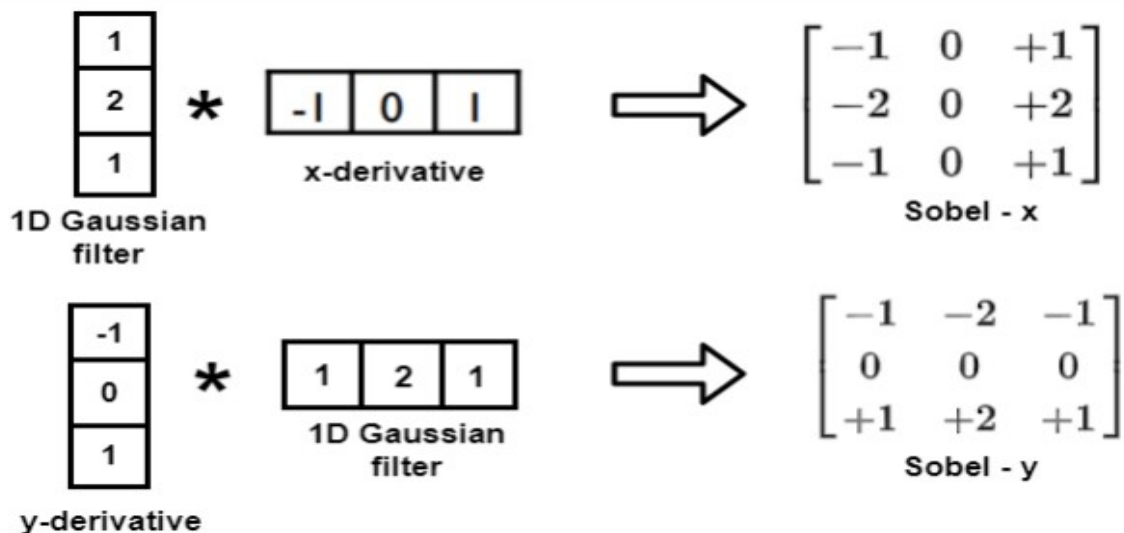 1
2
1
*
-1 0 1
x-derivative
1D Gaussian
filter
-1 0 +1
-2 0 +2
-1 0 +1
Sobel - x
-1
0
1
*
1 2 1
1D Gaussian
filter
y-derivative
-1 -2 -1
0 0 0
+1 +2 +1
Sobel - y